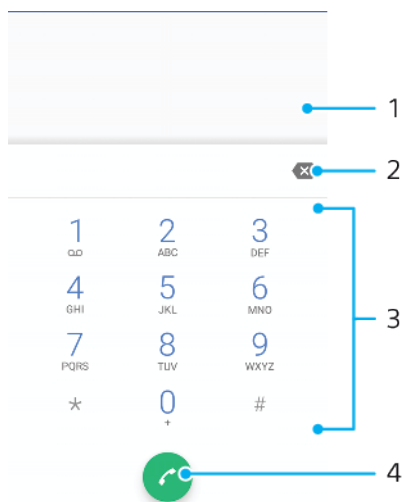 1
2
1 2 3
ABC DEF
4 5 6
GHI JKL MNO
3
7 8 9
PQRS TUV WXYZ
* 0 #
+
4